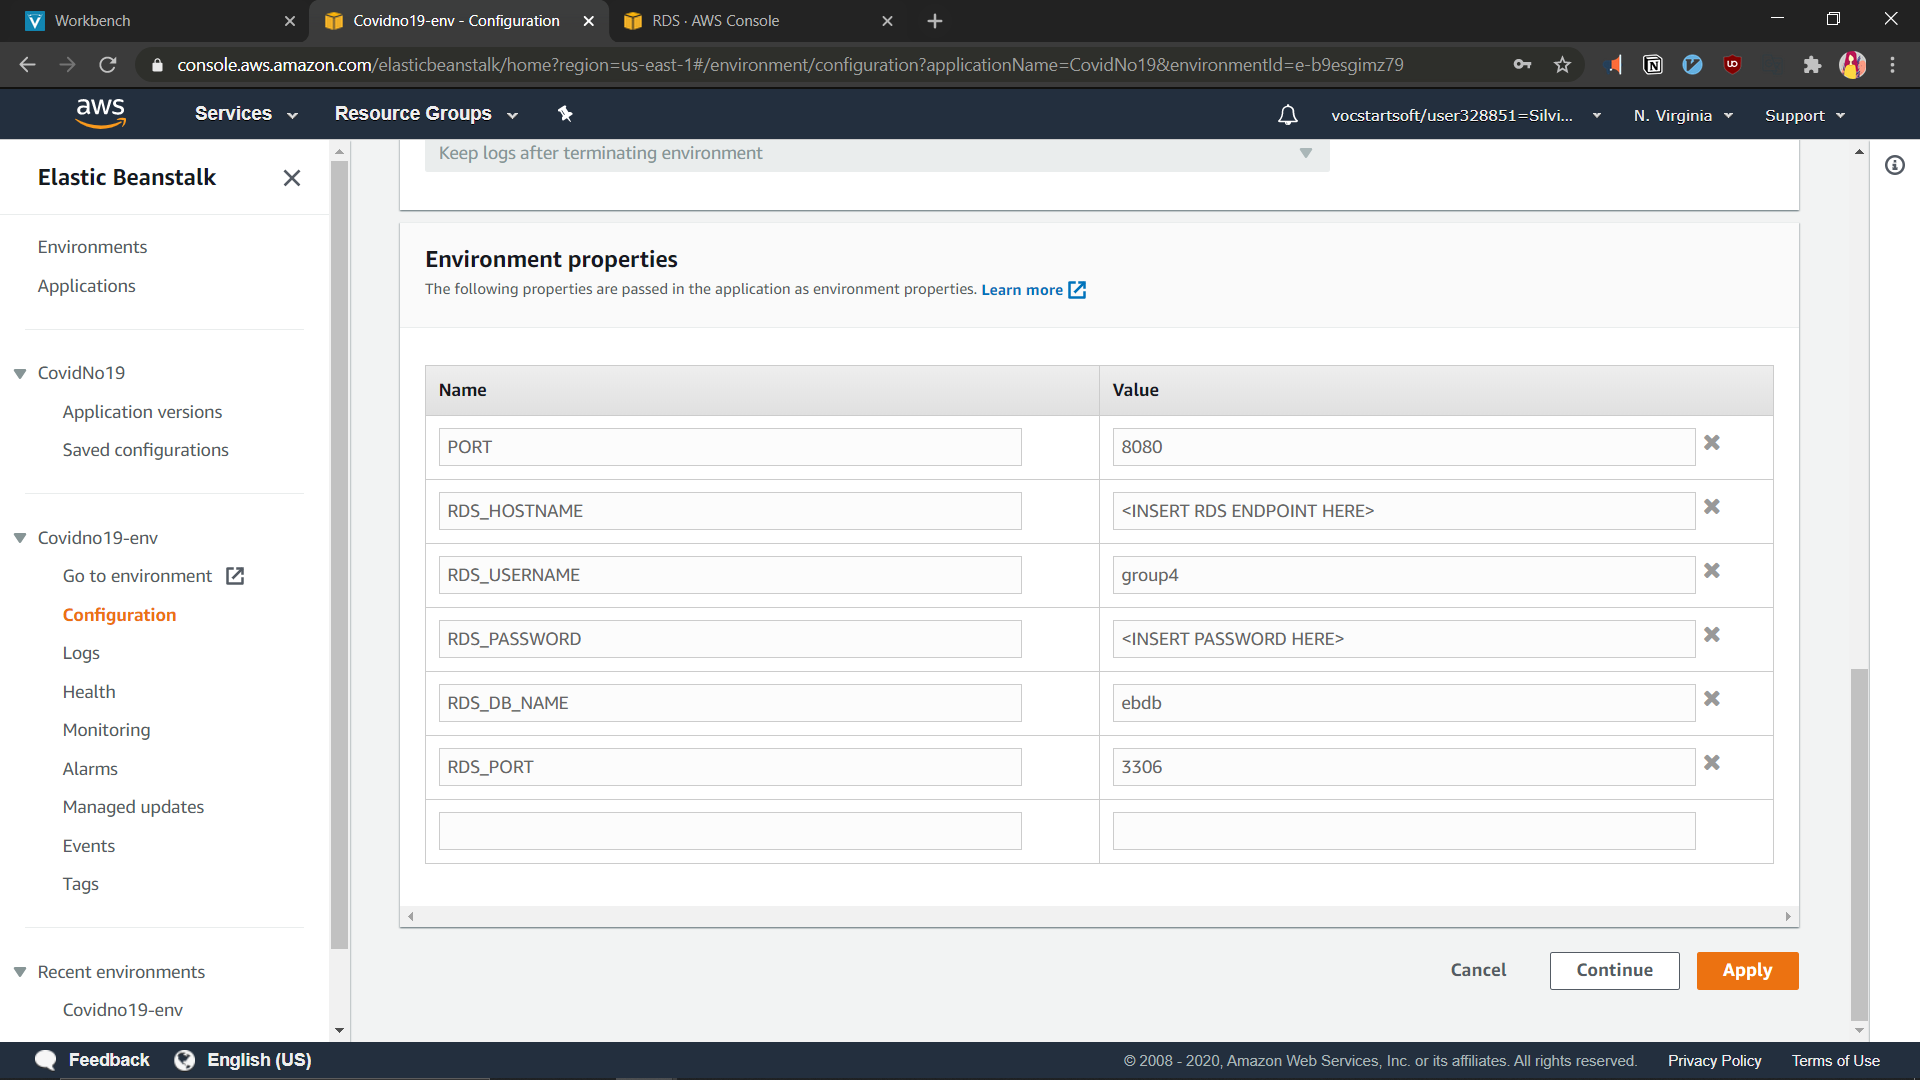 Workbench
Covidno19-env - Configuration
RDS · AWS Console
console.aws.amazon.com/elasticbeanstalk/home?region=us-east-1#/environment/configuration?applicationName=CovidNo19&environmentId=e-b9esgimz79
aws
Services
Resource Groups
vocstartsoft/user328851=Silvi...
N. Virginia
Support
Elastic Beanstalk
Environments
Applications
CovidNo19
Application versions
Saved configurations
Covidno19-env
Go to environment
Configuration
Logs
Health
Monitoring
Alarms
Managed updates
Events
Tags
Recent environments
Covidno19-env
Keep logs after terminating environment
Environment properties
The following properties are passed in the application as environment properties. Learn more
Name Value
PORT 8080
RDS_HOSTNAME <INSERT RDS ENDPOINT HERE>
RDS_USERNAME group4
RDS_PASSWORD <INSERT PASSWORD HERE>
RDS_DB_NAME ebdb
RDS_PORT 3306
Cancel
Continue
Apply
Feedback
English (US)
© 2008 - 2020, Amazon Web Services, Inc. or its affiliates. All rights reserved.
Privacy Policy
Terms of Use